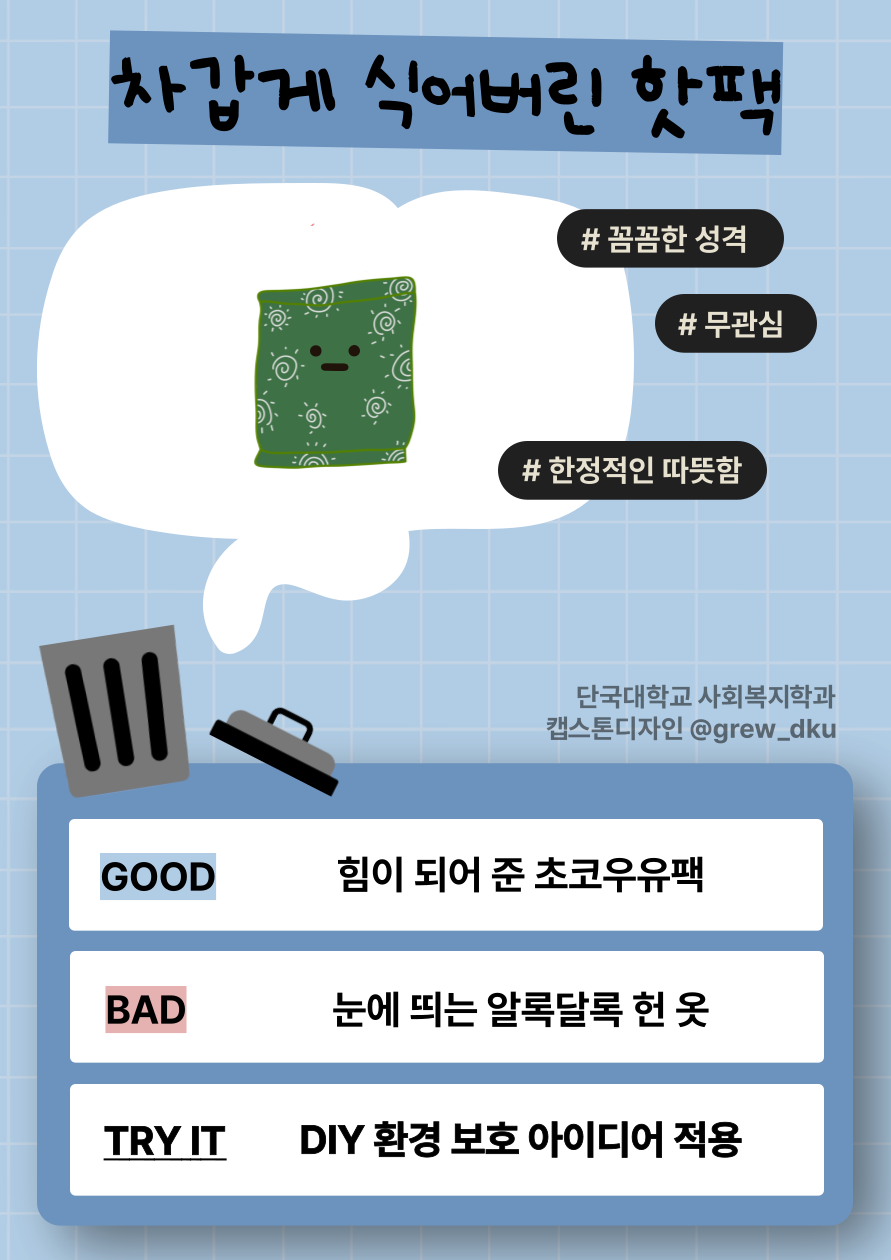 차갑게 식어버린 핫팩
# 꼼꼼한 성격
# 무관심
# 한정적인 따뜻함
단국대학교 사회복지학과
캡스톤디자인 @grew_dku
GOOD 힘이 되어 준 초코우유팩
BAD 눈에 띄는 알록달록 헌 옷
TRY IT DIY 환경 보호 아이디어 적용